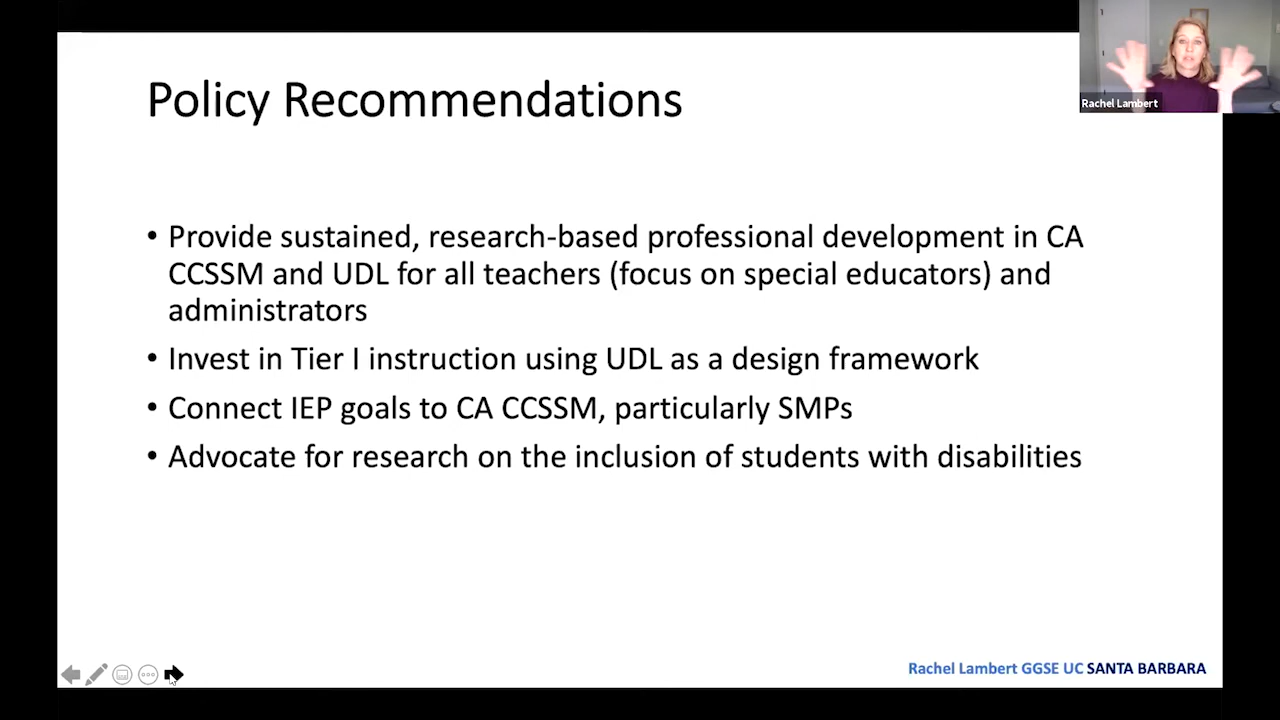 Policy Recommendations
Rachel Lambert
• Provide sustained, research-based professional development in CA
CCSSM and UDL for all teachers (focus on special educators) and
administrators
• Invest in Tier I instruction using UDL as a design framework
• Connect IEP goals to CA CCSSM, particularly SMPs
• Advocate for research on the inclusion of students with disabilities
Rachel Lambert GGSE UC SANTA BARBARA